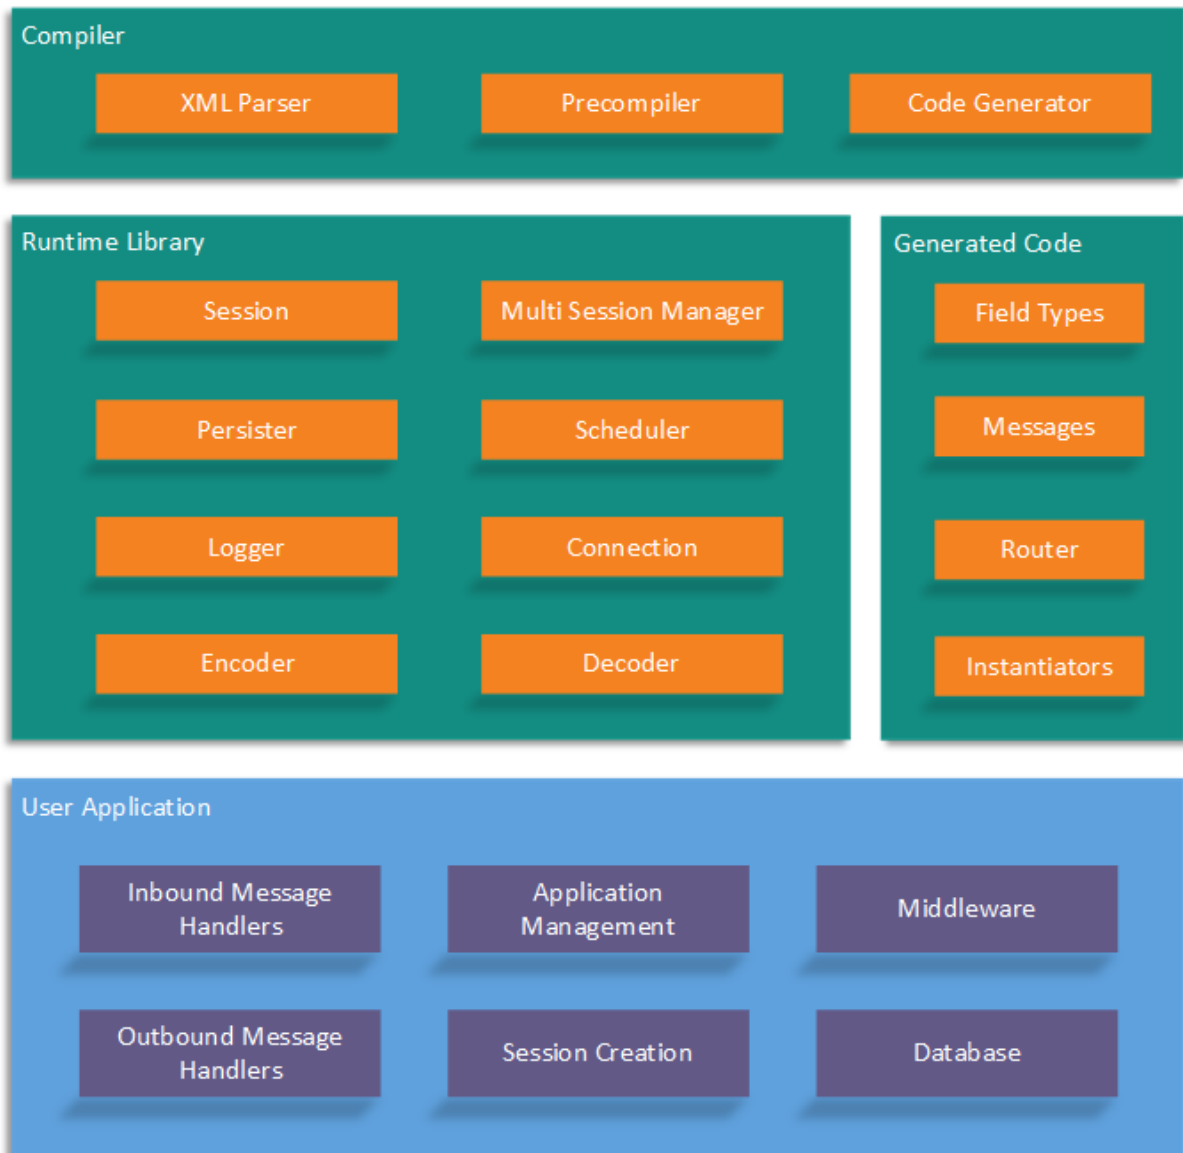 Compiler
XML Parser
Precompiler
Code Generator
Runtime Library
Session
Multi Session Manager
Persister
Scheduler
Logger
Connection
Encoder
Decoder
Generated Code
Field Types
Messages
Router
Instantiators
User Application
Inbound Message
Handlers
Application
Management
Middleware
Outbound Message
Handlers
Session Creation
Database